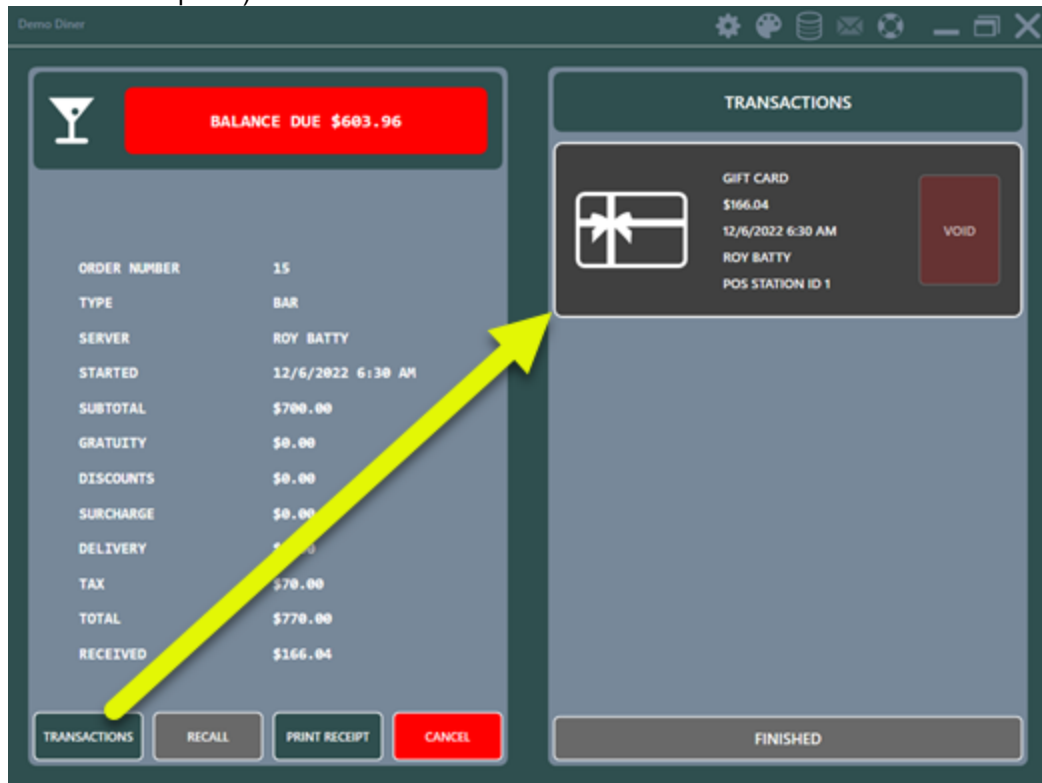 Demo Diner
BALANCE DUE $603.96
ORDER NUMBER 15
TYPE BAR
SERVER ROY BATTY
STARTED 12/6/2022 6:30 AM
SUBTOTAL $700.00
GRATUITY $0.00
DISCOUNTS $0.00
SURCHARGE $0.00
DELIVERY
TAX $70.00
TOTAL $770.00
RECEIVED $166.04
TRANSACTIONS
RECALL
PRINT RECEIPT
CANCEL
TRANSACTIONS
GIFT CARD
$166.04
12/6/2022 6:30 AM
ROY BATTY
POS STATION ID 1
VOID
FINISHED